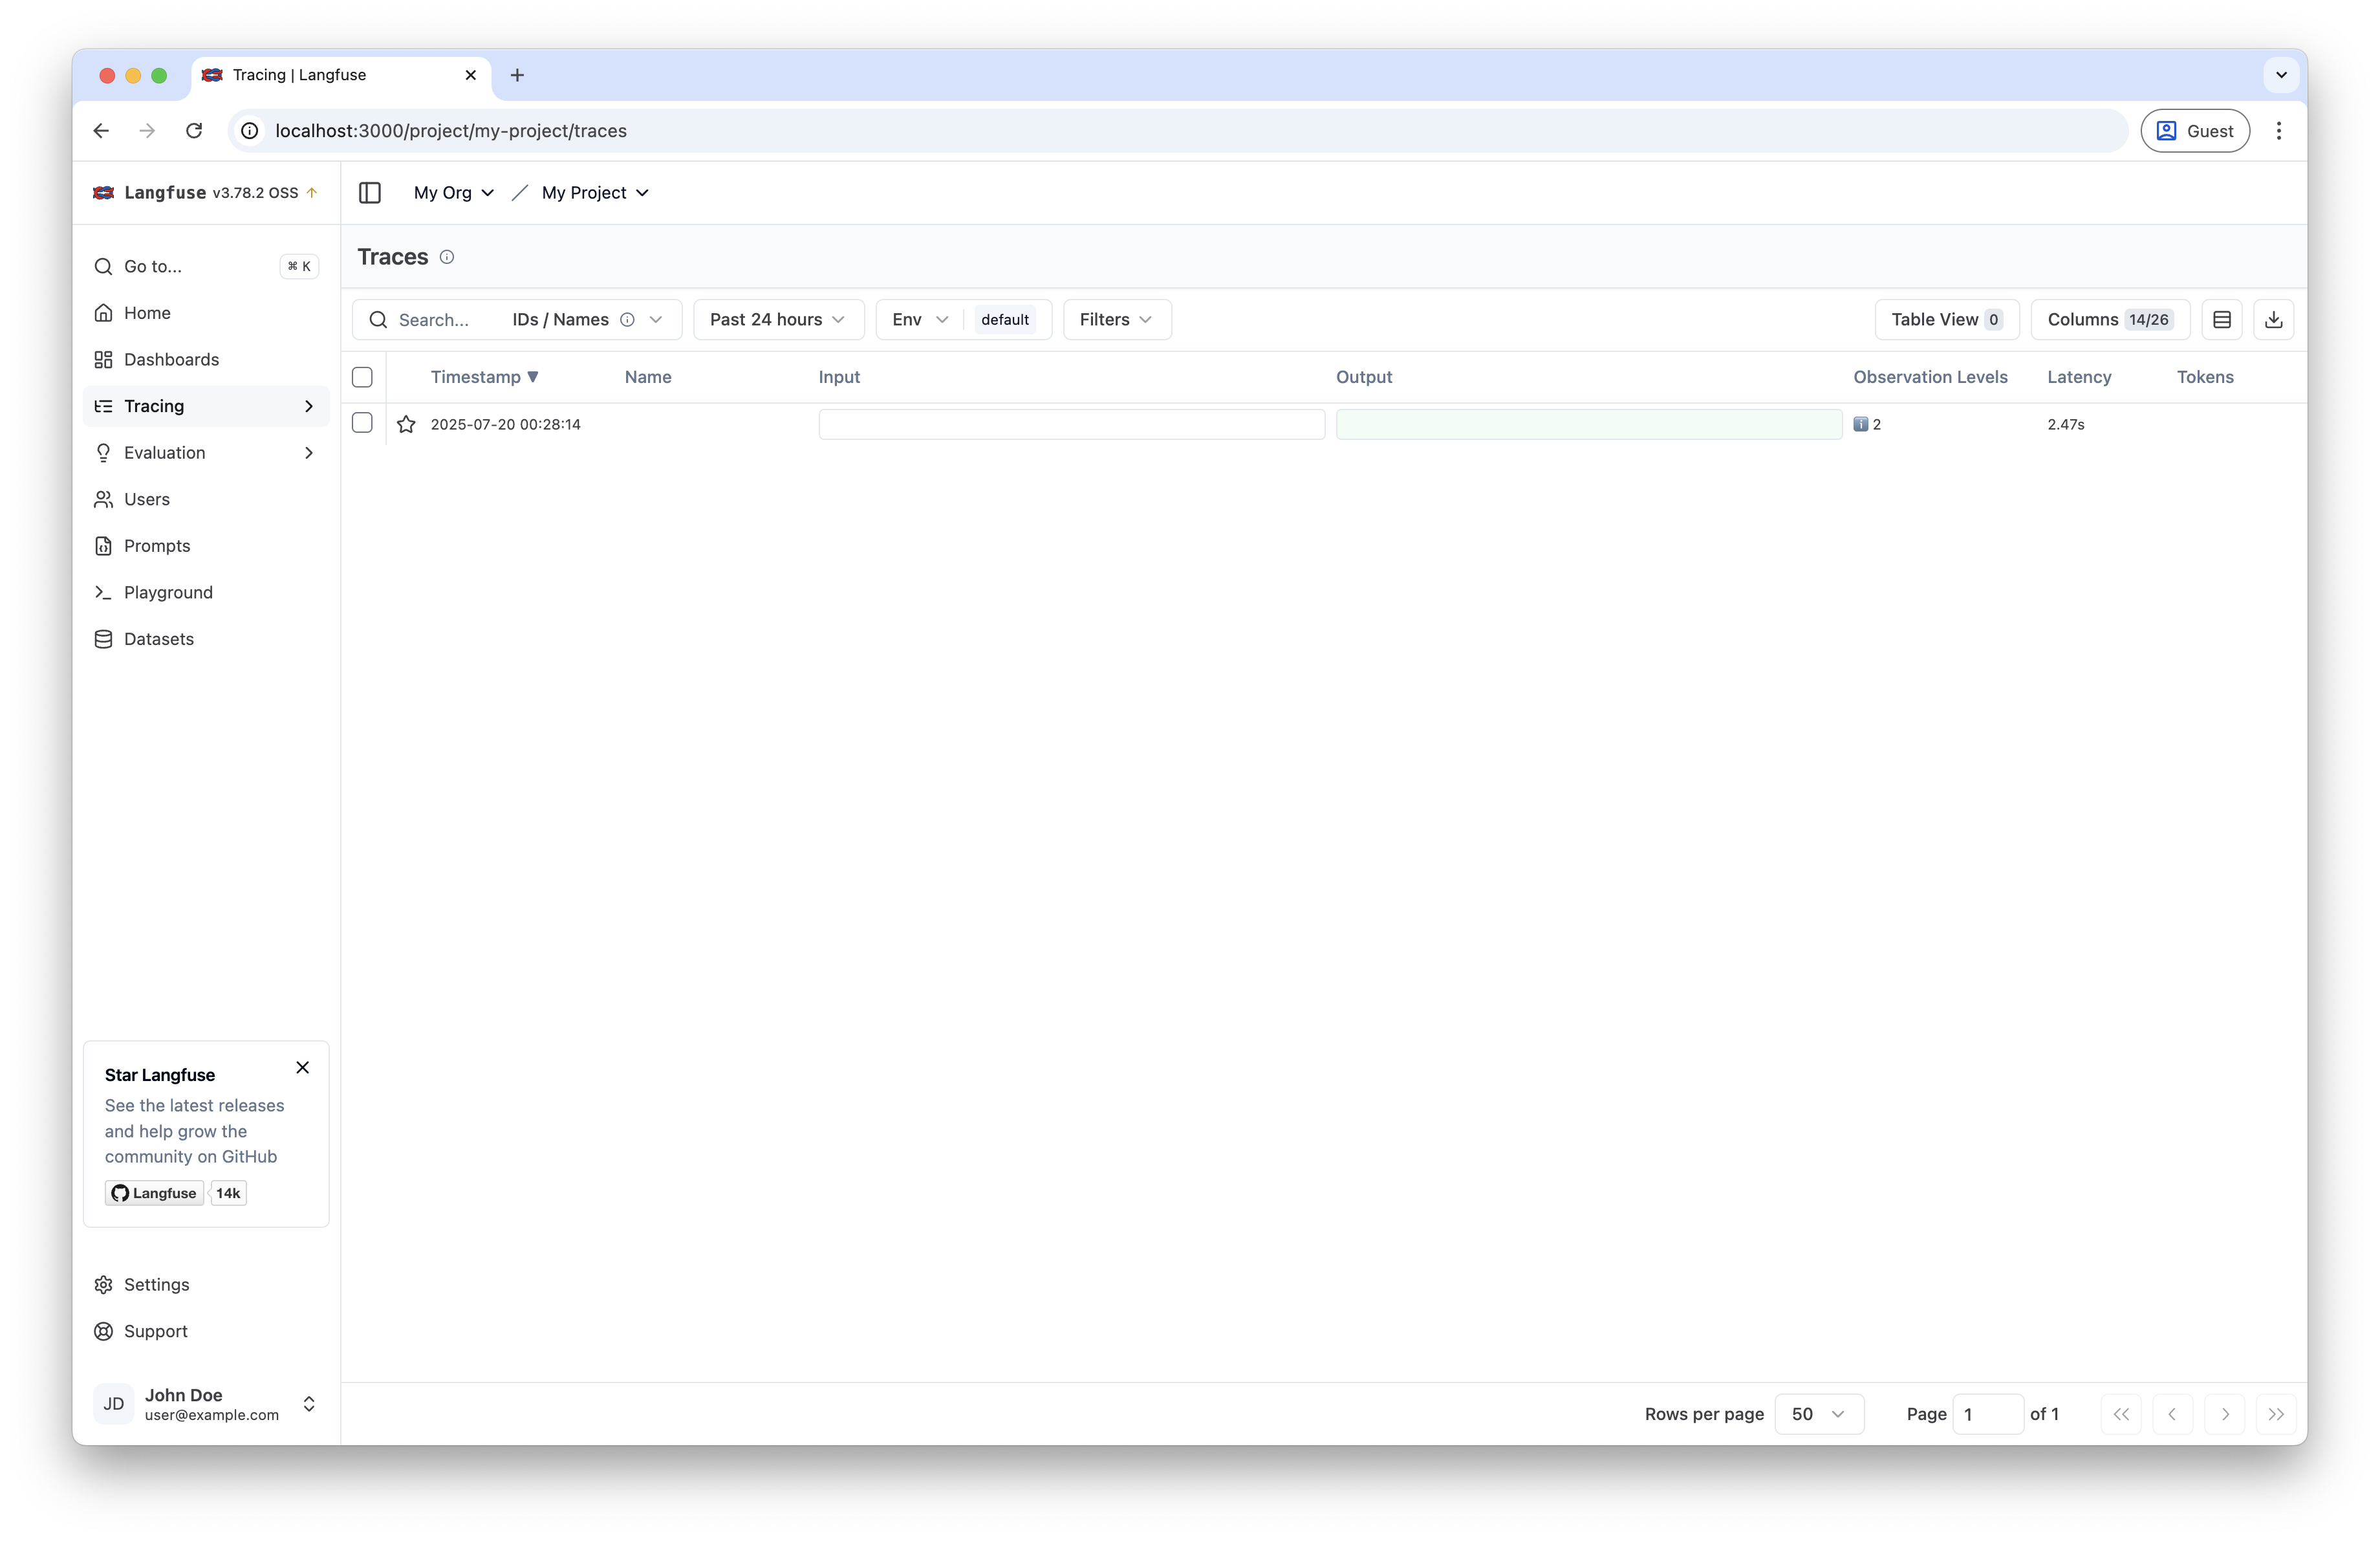 Tracing | Langfuse
localhost:3000/project/my-project/traces
Guest
Langfuse v3.78.2 OSS
My Org
My Project
Go to...
⌘ K
Home
Dashboards
Tracing
Evaluation
Users
Prompts
Playground
Datasets
Star Langfuse
See the latest releases
and help grow the
community on GitHub
Langfuse 14k
Settings
Support
JD
John Doe
user@example.com
Traces
Search... IDs / Names
Past 24 hours
Env default
Filters
Table View 0
Columns 14/26
Timestamp ▼ Name Input Output Observation Levels Latency Tokens
2025-07-20 00:28:14 2 2.47s
Rows per page 50 Page 1 of 1